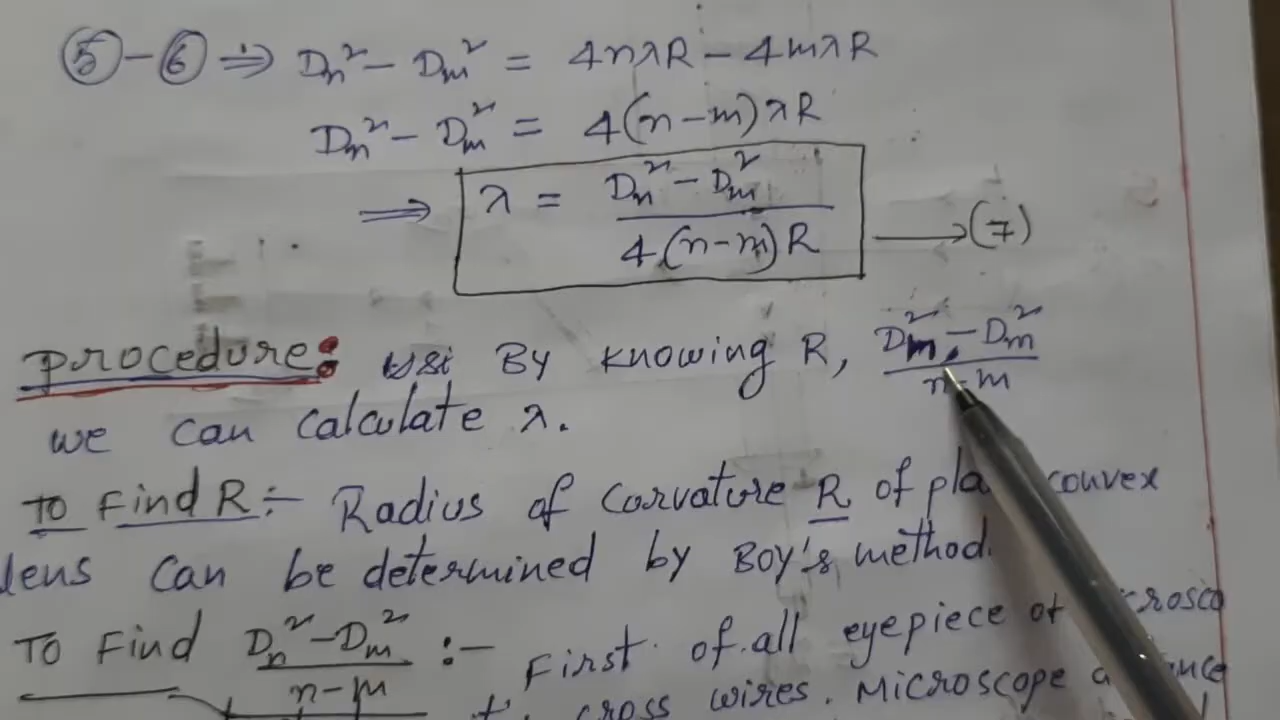 ⑤-⑥ ⇒ Dn² - Dm² = 4nλR - 4mλR
Dn² - Dm² = 4(n-m)λR
⇒ λ = (Dn² - Dm²) / (4(n-m)R) → (7)
Procedure: By knowing R, (Dn² - Dm²) / (n-m)
we can calculate λ.
To Find R:- Radius of curvature R of convex
lens can be determined by Boy's method.
To Find (Dn² - Dm²) / (n-m) :- First of all eyepiece of
cross wires. Microscope